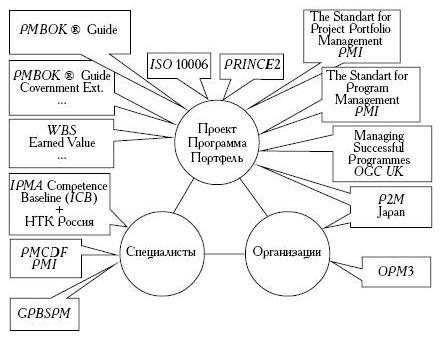 PMBOK ® Guide
ISO 10006
PRINCE2
The Standart for
Project Portfolio
Management
PMI
PMBOK ® Guide
Covernment Ext.
...
The Standart for
Program
Management
PMI
WBS
Earned Value
...
Проект
Программа
Портфель
Managing
Successful
Programmes
OCC UK
IPMA Competence
Baseline (ICB)
+
НТК Россия
P2M
Japan
PMCDF
PMI
Специалисты
Организации
OPM3
GPBSPM